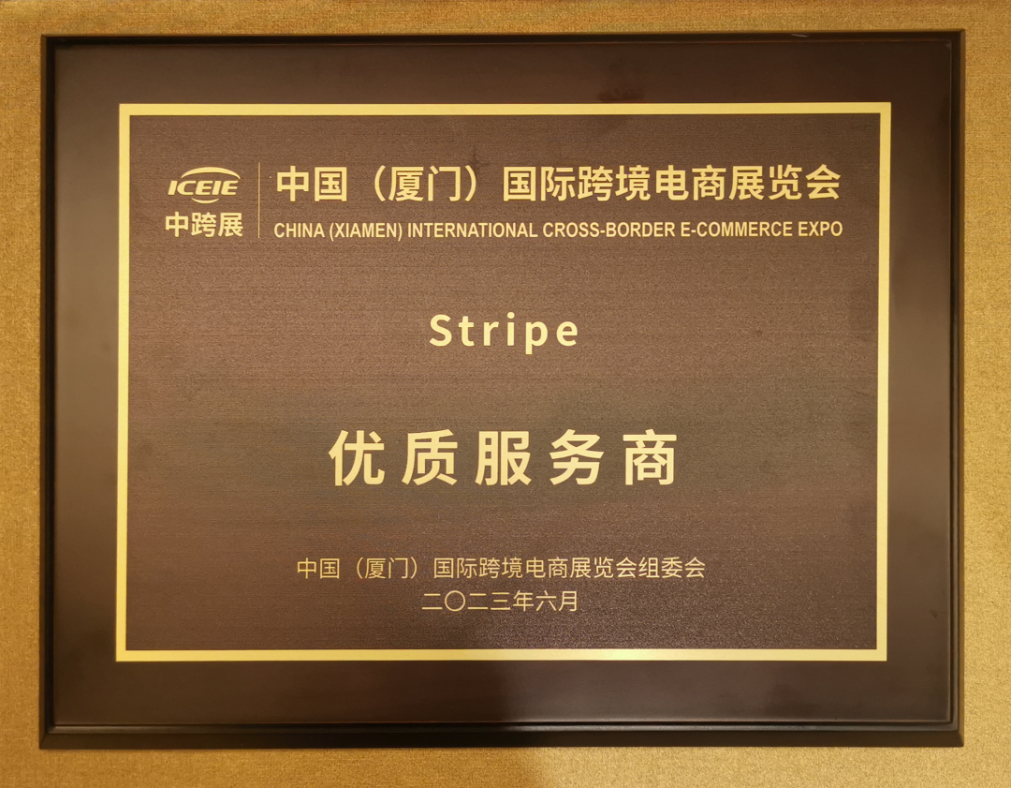 ICEIE
中跨展
中国（厦门）国际跨境电商展览会
CHINA (XIAMEN) INTERNATIONAL CROSS-BORDER E-COMMERCE EXPO
Stripe
优质服务商
中国（厦门）国际跨境电商展览会组委会
二〇二三年六月